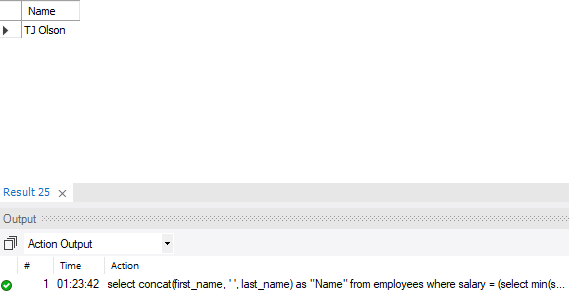 Name
TJ Olson
Result 25
Output
Action Output
# Time Action
1 01:23:42 select concat(first_name, ' ', last_name) as "Name" from employees where salary = (select min(s...